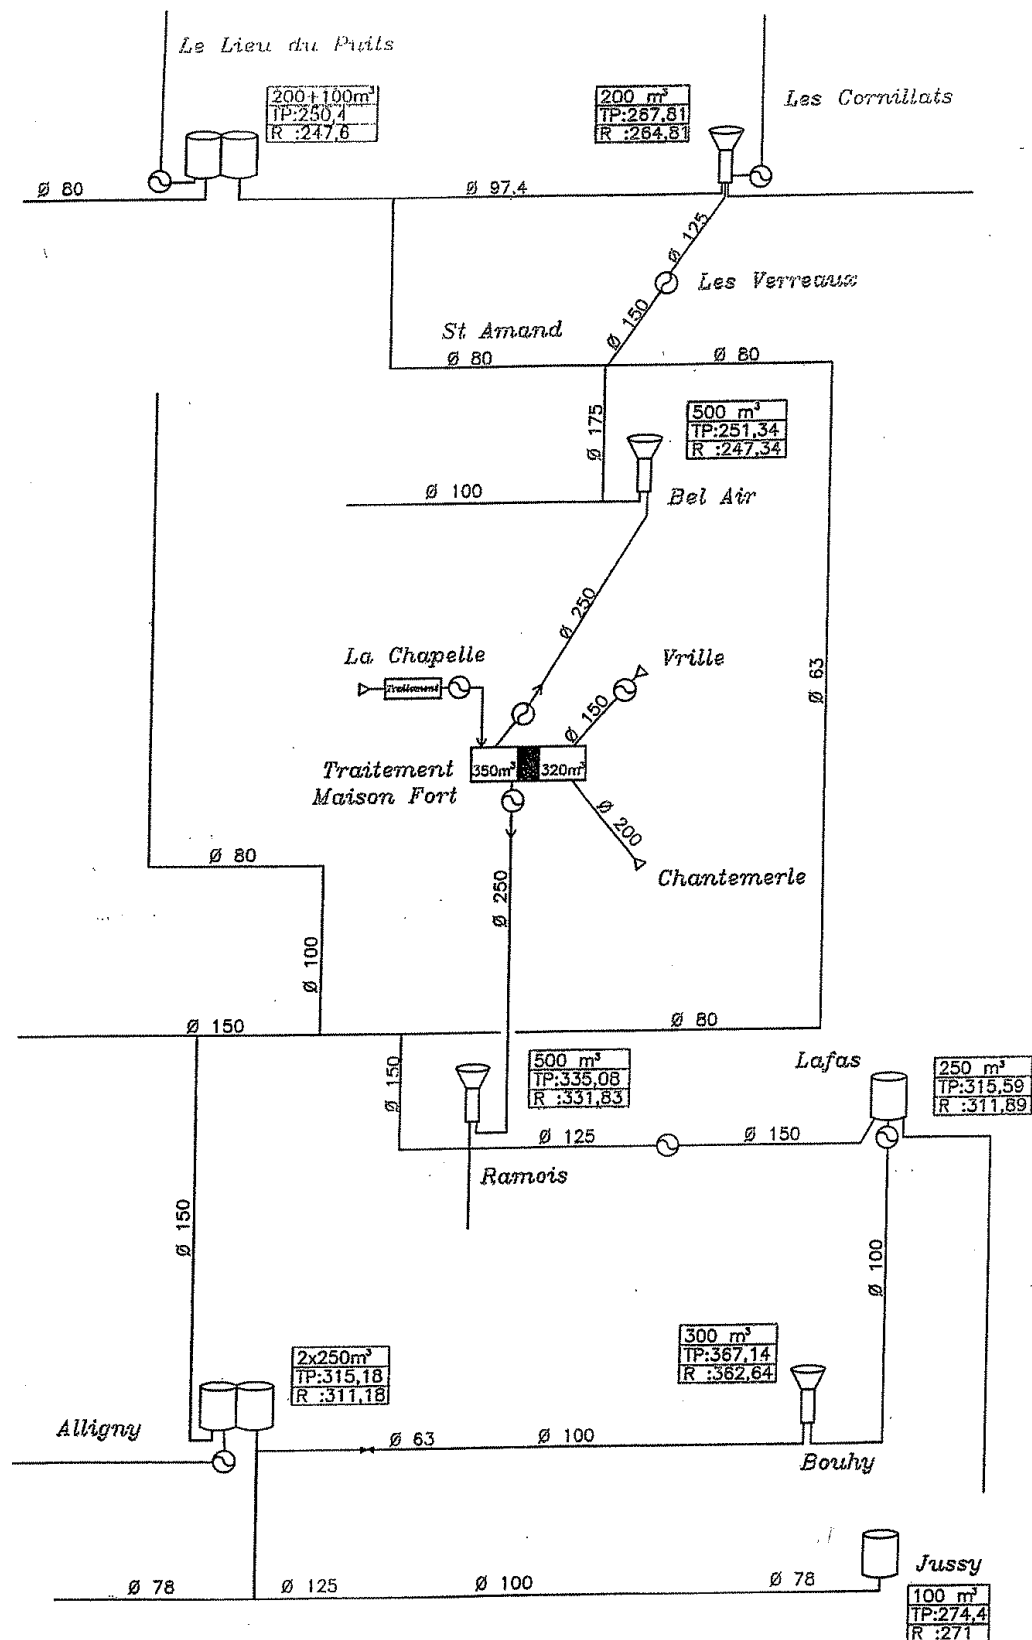 Le Lieu du Puits
200+100m³
TP:250,4
R :247,6
200 m³
TP:267,81
R :264,81
Les Cornillats
Ø 80
Ø 97,4
Ø 125
Les Verreaux
Ø 150
St Amand
Ø 80
Ø 80
500 m³
TP:251,34
R :247,34
Ø 175
Ø 100
Bel Air
Ø 250
La Chapelle
Traitement
Vrille
Ø 150
Ø 63
Traitement
Maison Fort
350m³
320m³
Ø 200
Chantemerle
Ø 80
Ø 250
Ø 100
Ø 150
Ø 80
Ø 150
500 m³
TP:335,08
R :331,83
Lafas
250 m³
TP:315,59
R :311,89
Ø 125
Ø 150
Ramois
Ø 150
Ø 100
2x250m³
TP:315,18
R :311,18
300 m³
TP:367,14
R :362,64
Alligny
Ø 63
Ø 100
Bouhy
Jussy
Ø 78
Ø 125
Ø 100
Ø 78
100 m³
TP:274,4
R :271